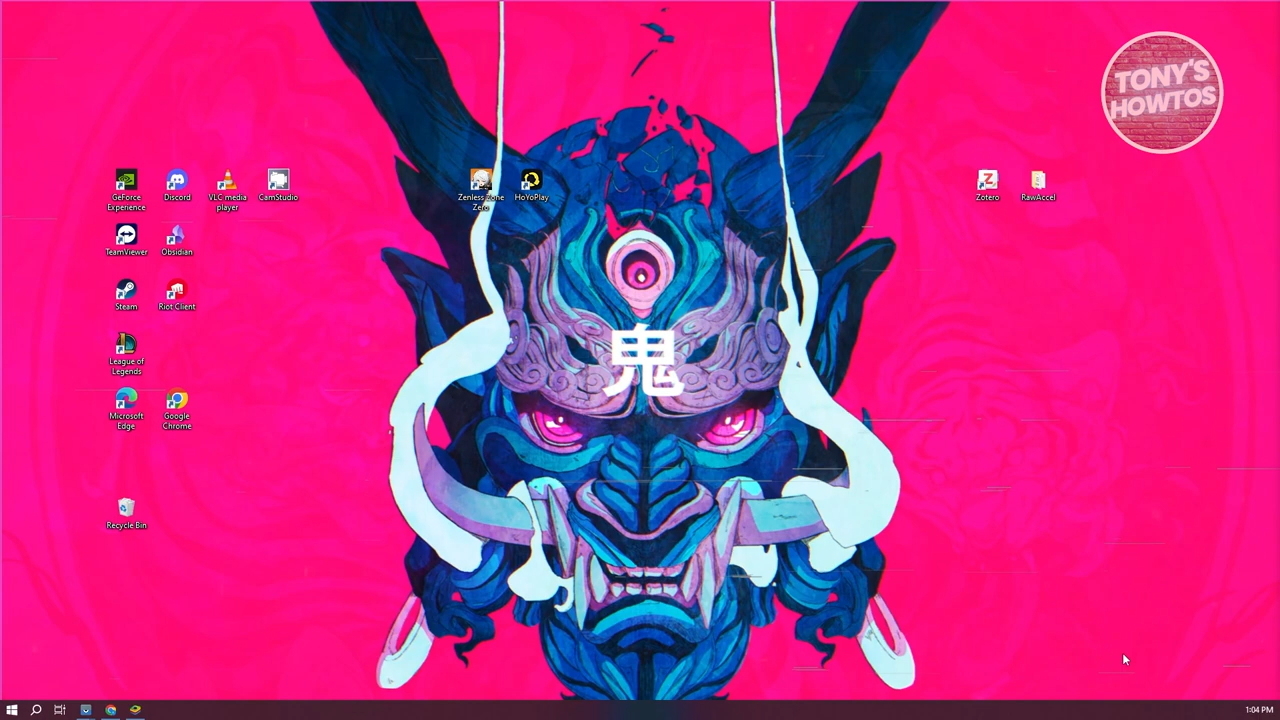 TONY'S
HOWTOS
GeForce
Experience
Discord
VLC media
player
CamStudio
Zenless Zone
Zero
HoYoPlay
Zotero
RawAccel
TeamViewer
Obsidian
Steam
Riot Client
鬼
League of
Legends
Microsoft
Edge
Google
Chrome
Recycle Bin
1:04 PM